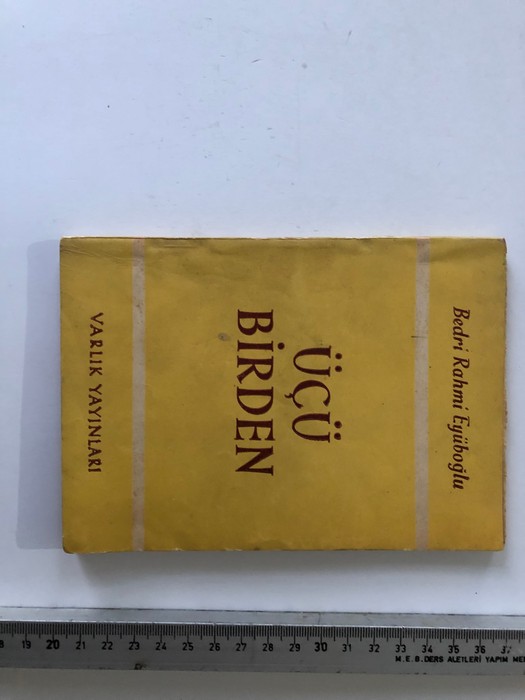 Bedri Rahmi Eyüboğlu
ÜÇÜ
BİRDEN
VARLIK YAYINLARI
19 20 21 22 23 24 25 26 27 28 29 30 31 32 33 34 35 36 37
M.E.B. DERS ALETLERİ YAPIM